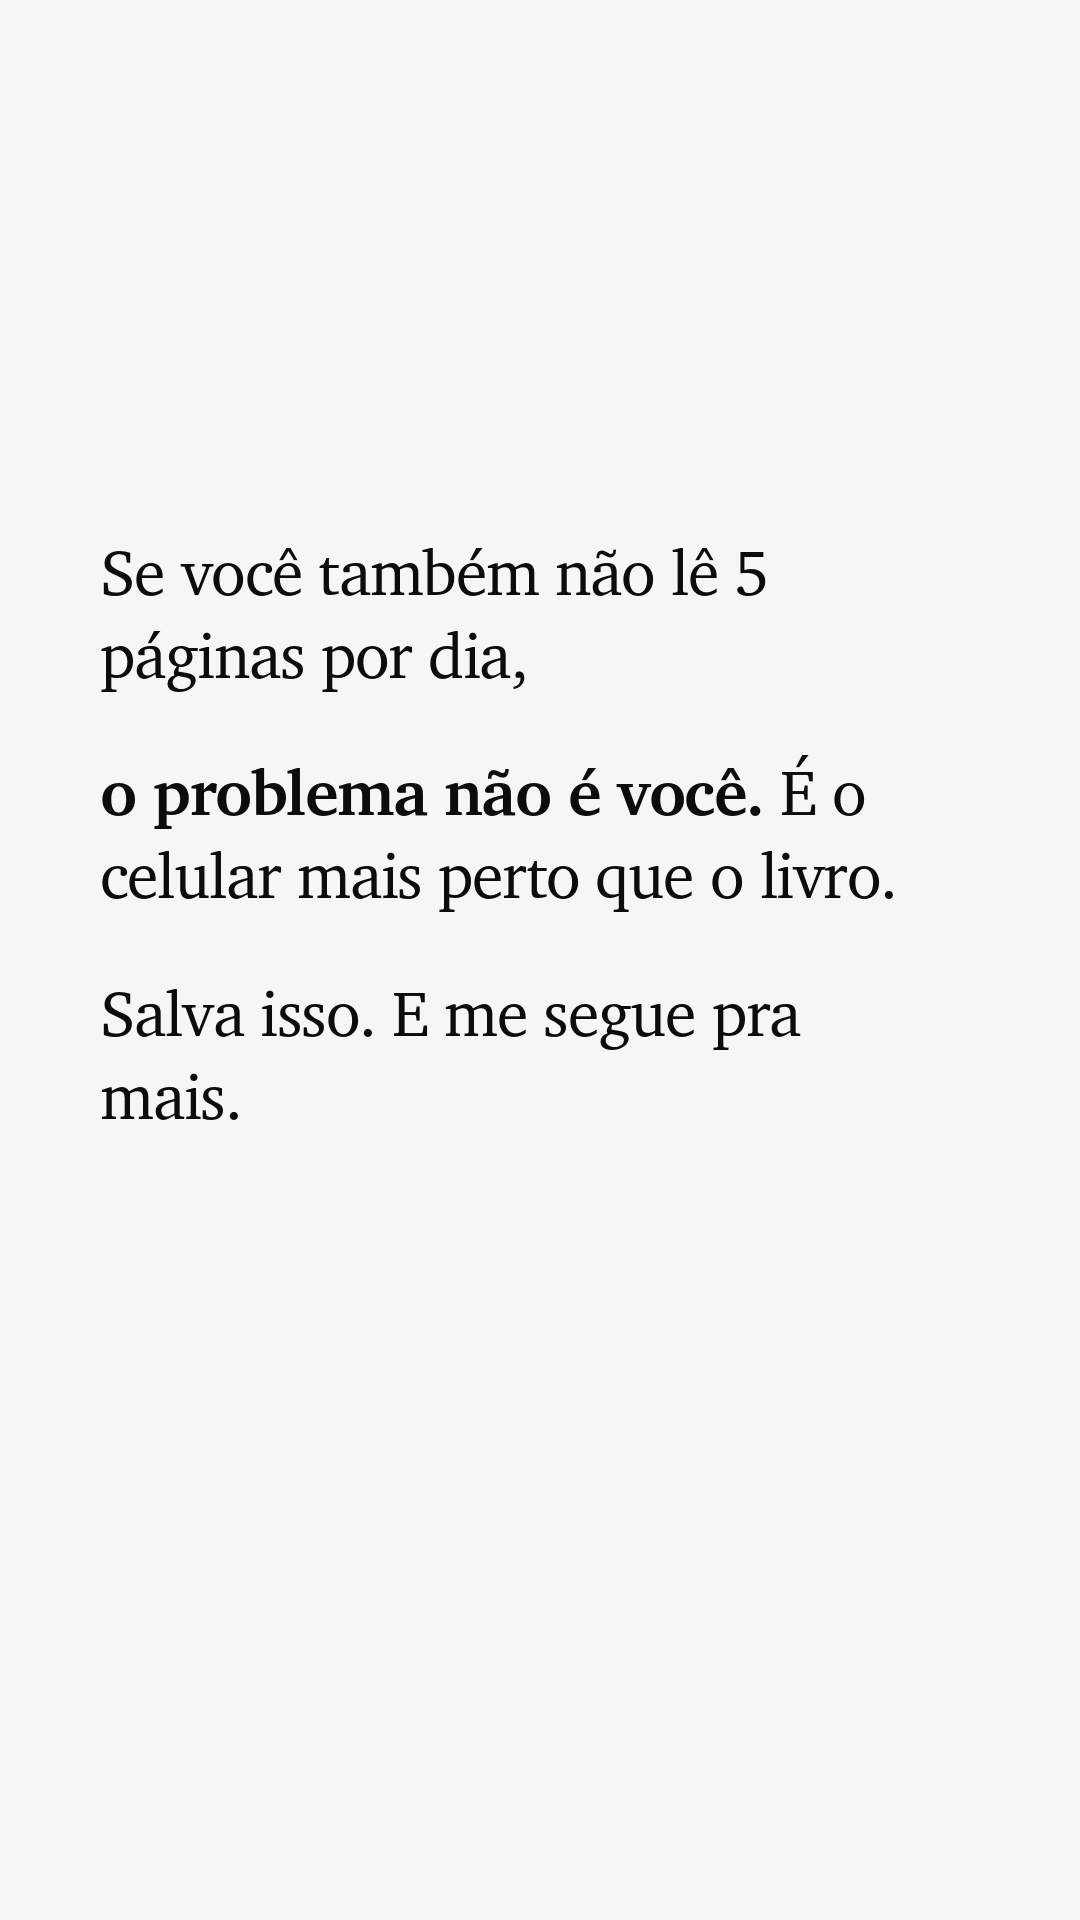 Se você também não lê 5
páginas por dia,
o problema não é você. É o
celular mais perto que o livro.
Salva isso. E me segue pra
mais.